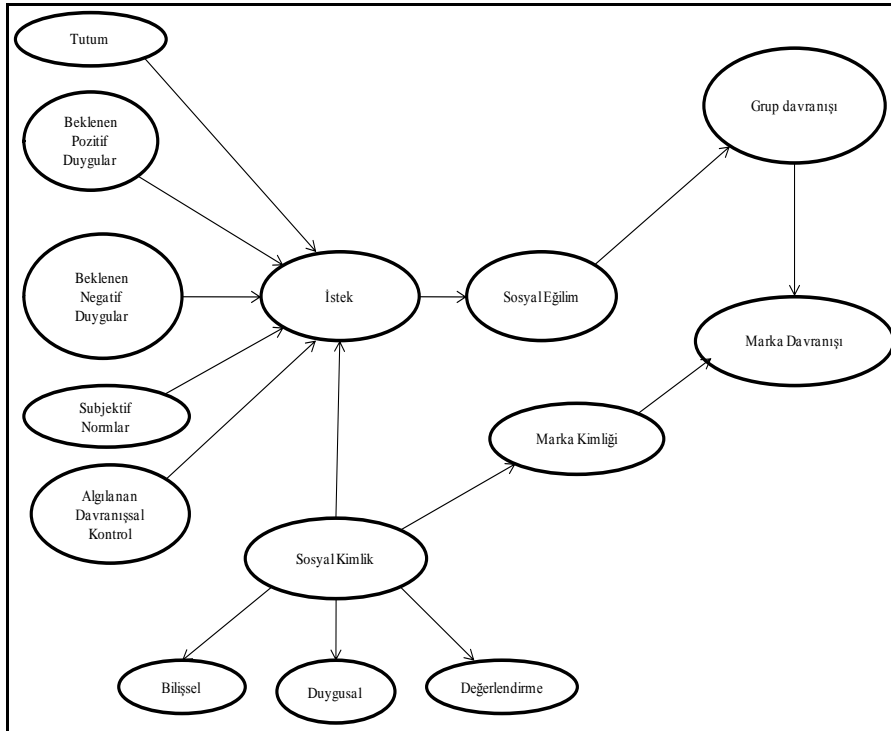 Tutum
Beklenen
Pozitif
Duygular
Beklenen
Negatif
Duygular
Subjektif
Normlar
Algılanan
Davranışsal
Kontrol
İstek
Sosyal Eğilim
Grup davranışı
Marka Davranışı
Marka Kimliği
Sosyal Kimlik
Bilişsel
Duygusal
Değerlendirme